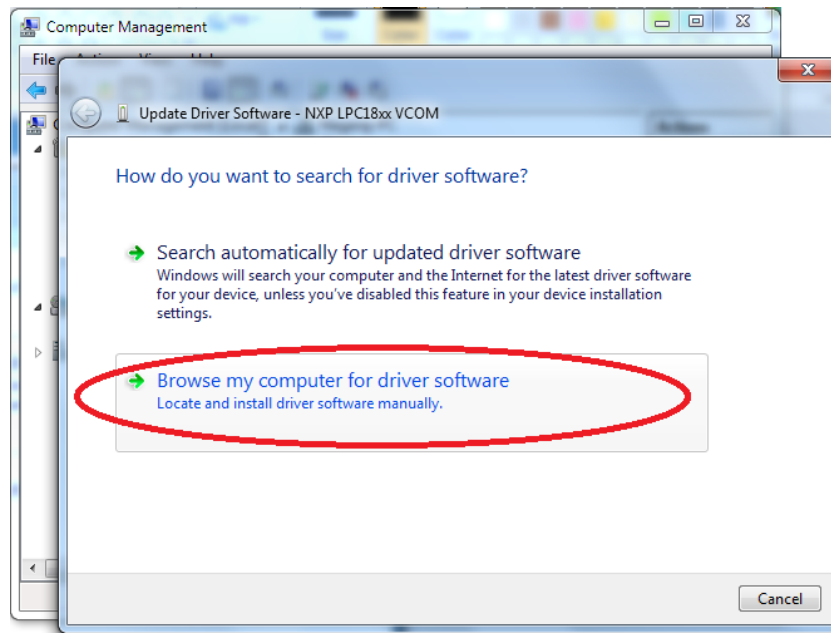 Computer Management
File
Update Driver Software - NXP LPC18xx VCOM
How do you want to search for driver software?
Search automatically for updated driver software
Windows will search your computer and the Internet for the latest driver software
for your device, unless you've disabled this feature in your device installation
settings.
Browse my computer for driver software
Locate and install driver software manually.
Cancel